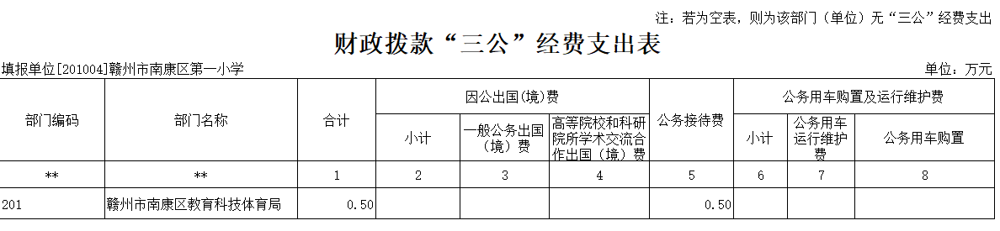 注：若为空表，则为该部门（单位）无“三公”经费支出
财政拨款“三公”经费支出表
填报单位[201004]赣州市南康区第一小学 单位：万元
部门编码 部门名称 合计 因公出国(境)费 公务接待费 公务用车购置及运行维护费
小计 一般公务出国（境）费 高等院校和科研院所学术交流合作出国（境）费 小计 公务用车运行维护费 公务用车购置
** ** 1 2 3 4 5 6 7 8
201 赣州市南康区教育科技体育局 0.50 0.50